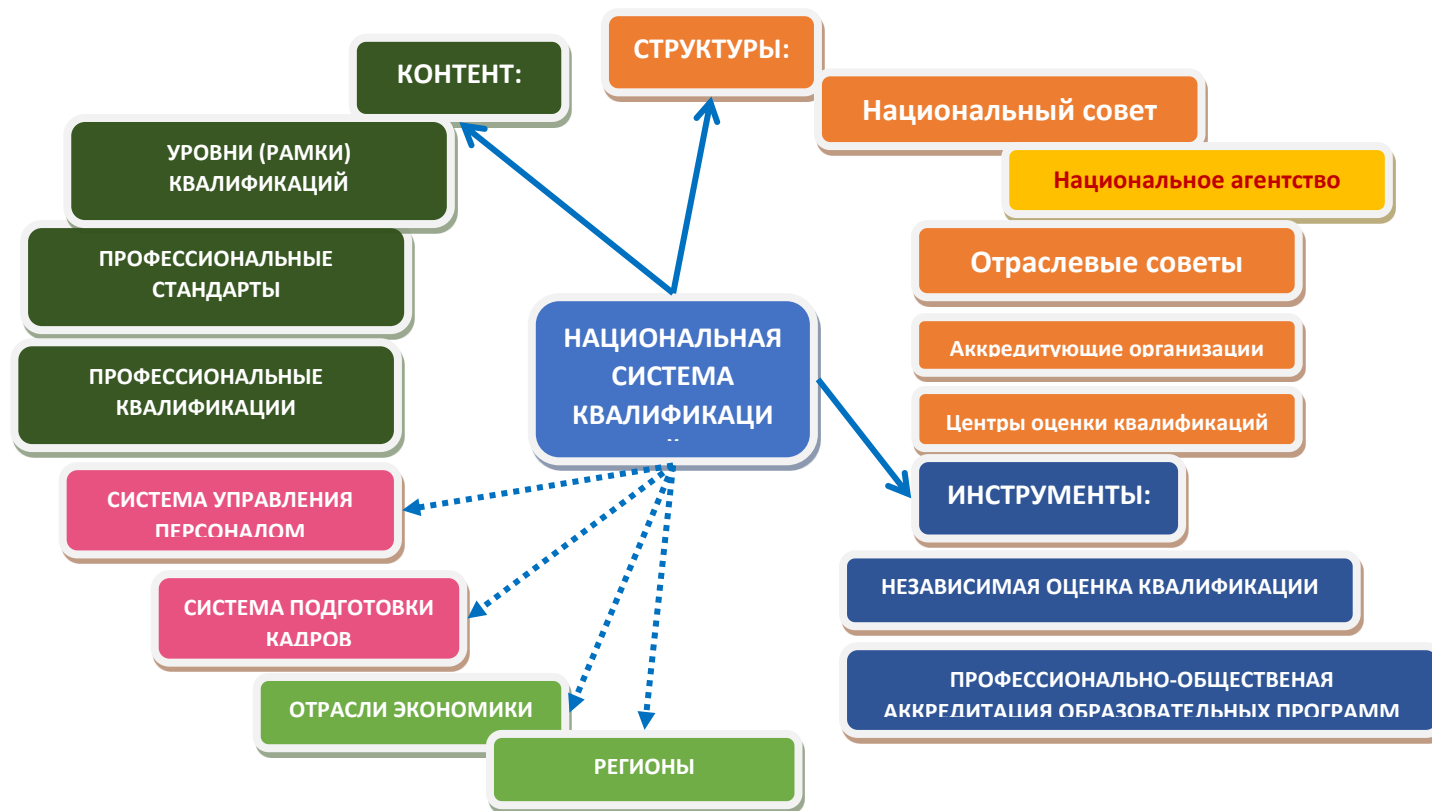 СТРУКТУРЫ:
КОНТЕНТ:
Национальный совет
УРОВНИ (РАМКИ)
КВАЛИФИКАЦИЙ
Национальное агентство
ПРОФЕССИОНАЛЬНЫЕ
СТАНДАРТЫ
Отраслевые советы
НАЦИОНАЛЬНАЯ
СИСТЕМА
КВАЛИФИКАЦИ
Й
Аккредитующие организации
ПРОФЕССИОНАЛЬНЫЕ
КВАЛИФИКАЦИИ
Центры оценки квалификаций
СИСТЕМА УПРАВЛЕНИЯ
ПЕРСОНАЛОМ
ИНСТРУМЕНТЫ:
НЕЗАВИСИМАЯ ОЦЕНКА КВАЛИФИКАЦИИ
СИСТЕМА ПОДГОТОВКИ
КАДРОВ
ПРОФЕССИОНАЛЬНО-ОБЩЕСТВЕНАЯ
АККРЕДИТАЦИЯ ОБРАЗОВАТЕЛЬНЫХ ПРОГРАММ
ОТРАСЛИ ЭКОНОМИКИ
РЕГИОНЫ